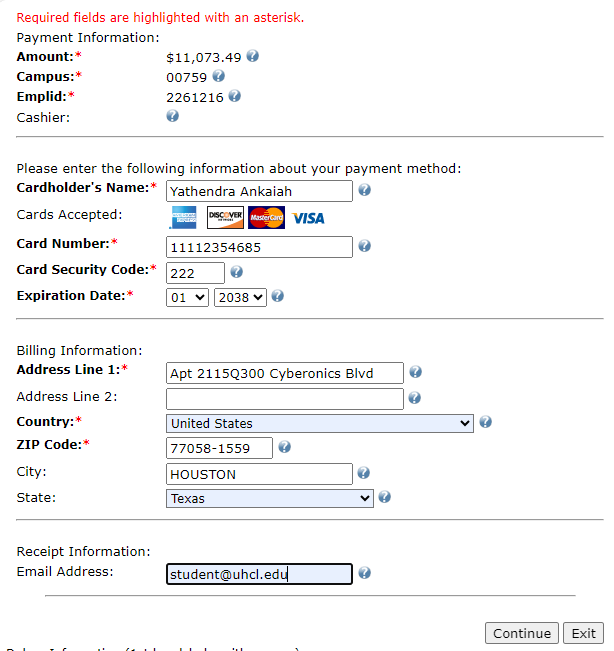 Required fields are highlighted with an asterisk.
Payment Information:
Amount:* $11,073.49 ?
Campus:* 00759 ?
Emplid:* 2261216 ?
Cashier: ?
Please enter the following information about your payment method:
Cardholder's Name:* Yathendra Ankaiah ?
Cards Accepted: DISCOVER MasterCard VISA
Card Number:* 11112354685 ?
Card Security Code:* 222 ?
Expiration Date:* 01 2038 ?
Billing Information:
Address Line 1:* Apt 2115Q300 Cyberonics Blvd ?
Address Line 2: ?
Country:* United States ?
ZIP Code:* 77058-1559 ?
City: HOUSTON ?
State: Texas ?
Receipt Information:
Email Address: student@uhcl.edu ?
Continue Exit